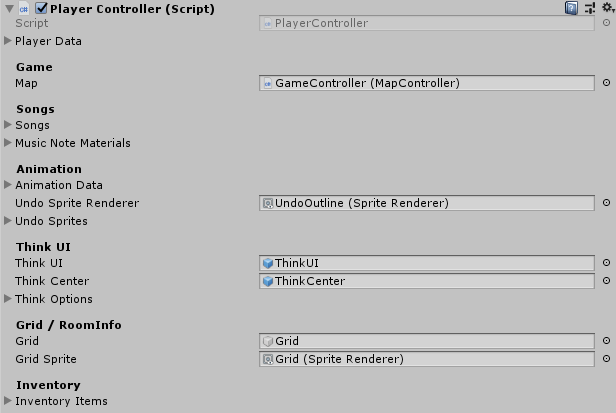 Player Controller (Script)
Script PlayerController
Player Data
Game
Map GameController (MapController)
Songs
Songs
Music Note Materials
Animation
Animation Data
Undo Sprite Renderer UndoOutline (Sprite Renderer)
Undo Sprites
Think UI
Think UI ThinkUI
Think Center ThinkCenter
Think Options
Grid / RoomInfo
Grid Grid
Grid Sprite Grid (Sprite Renderer)
Inventory
Inventory Items